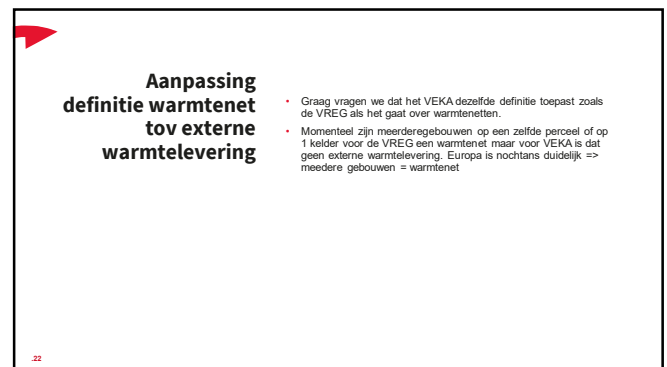 Aanpassing
definitie warmtenet
tov externe
warmtelevering
• Graag vragen we dat het VEKA dezelfde definitie toepast zoals
de VREG als het gaat over warmtenetten.
• Momenteel zijn meerderegebouwen op een zelfde perceel of op
1 kelder voor de VREG een warmtenet maar voor VEKA is dat
geen externe warmtelevering. Europa is nochtans duidelijk =>
meedere gebouwen = warmtenet
.22